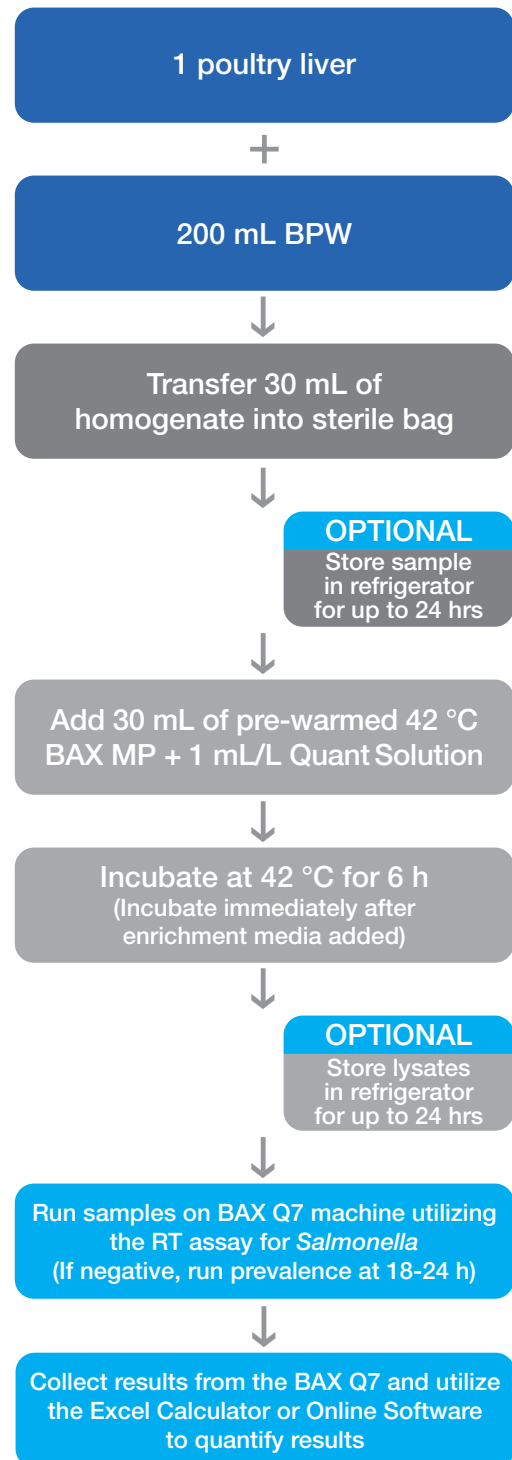 1 poultry liver
+
200 mL BPW
Transfer 30 mL of
homogenate into sterile bag
OPTIONAL
Store sample
in refrigerator
for up to 24 hrs
Add 30 mL of pre-warmed 42 °C
BAX MP + 1 mL/L Quant Solution
Incubate at 42 °C for 6 h
(Incubate immediately after
enrichment media added)
OPTIONAL
Store lysates
in refrigerator
for up to 24 hrs
Run samples on BAX Q7 machine utilizing
the RT assay for Salmonella
(If negative, run prevalence at 18-24 h)
Collect results from the BAX Q7 and utilize
the Excel Calculator or Online Software
to quantify results